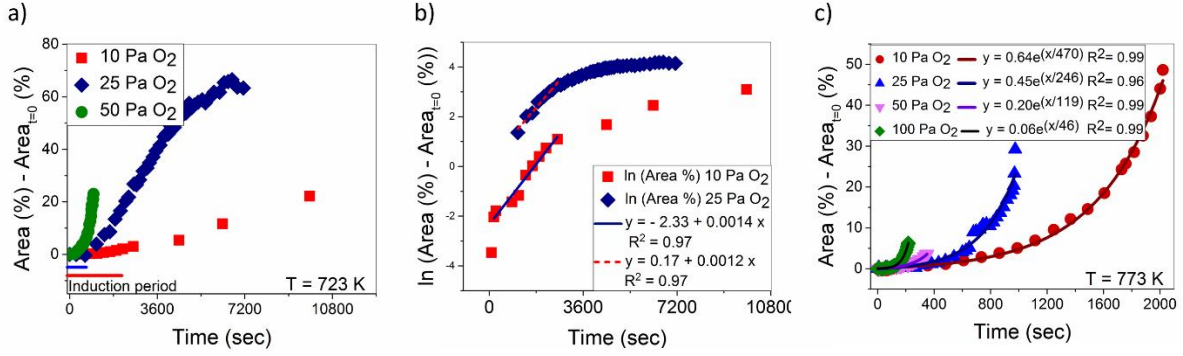 a)
Area (%) - Area_{t=0} (%)
80
60
40
20
0
10 Pa O₂
25 Pa O₂
50 Pa O₂
Induction period
T = 723 K
0 3600 7200 10800
Time (sec)
b)
ln (Area (%) - Area_{t=0} (%))
4
2
0
-2
-4
ln (Area %) 10 Pa O₂
ln (Area %) 25 Pa O₂
y = - 2.33 + 0.0014 x
R² = 0.97
y = 0.17 + 0.0012 x
R² = 0.97
0 3600 7200 10800
Time (sec)
c)
Area (%) - Area_{t=0} (%)
50
40
30
20
10
0
10 Pa O₂ y = 0.64e^(x/470) R²= 0.99
25 Pa O₂ y = 0.45e^(x/246) R²= 0.96
50 Pa O₂ y = 0.20e^(x/119) R²= 0.99
100 Pa O₂ y = 0.06e^(x/46) R²= 0.99
T = 773 K
0 400 800 1200 1600 2000
Time (sec)